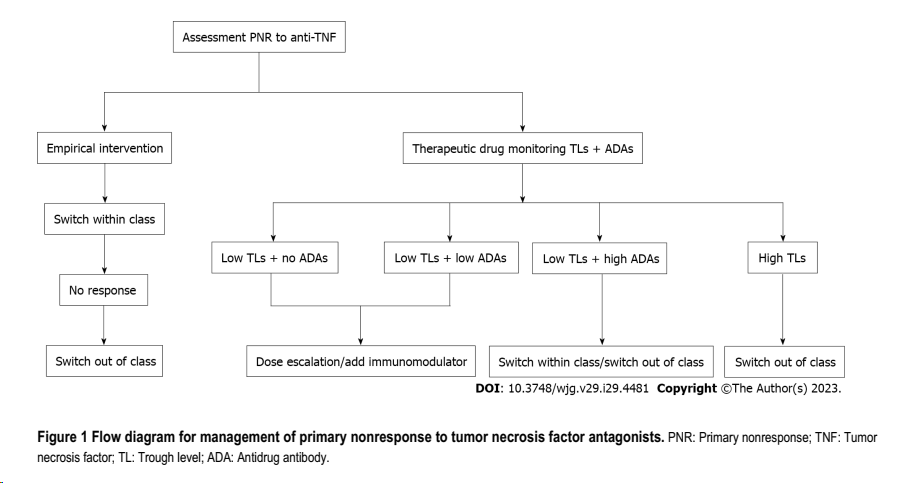 Assessment PNR to anti-TNF
Empirical intervention
Therapeutic drug monitoring TLs + ADAs
Switch within class
Low TLs + no ADAs
Low TLs + low ADAs
Low TLs + high ADAs
High TLs
No response
Switch out of class
Dose escalation/add immunomodulator
Switch within class/switch out of class
Switch out of class
DOI: 10.3748/wjg.v29.i29.4481 Copyright ©The Author(s) 2023.
Figure 1 Flow diagram for management of primary nonresponse to tumor necrosis factor antagonists. PNR: Primary nonresponse; TNF: Tumor
necrosis factor; TL: Trough level; ADA: Antidrug antibody.